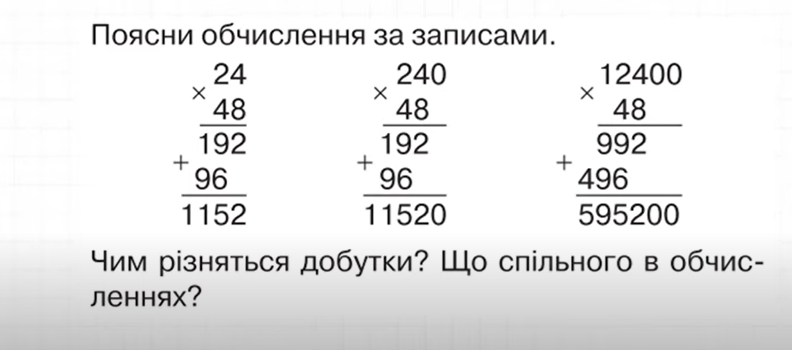 Поясни обчислення за записами.
× 24 × 240 × 12400
48 48 48
192 192 992
+ 96 + 96 + 496
1152 11520 595200
Чим різняться добутки? Що спільного в обчис-
леннях?